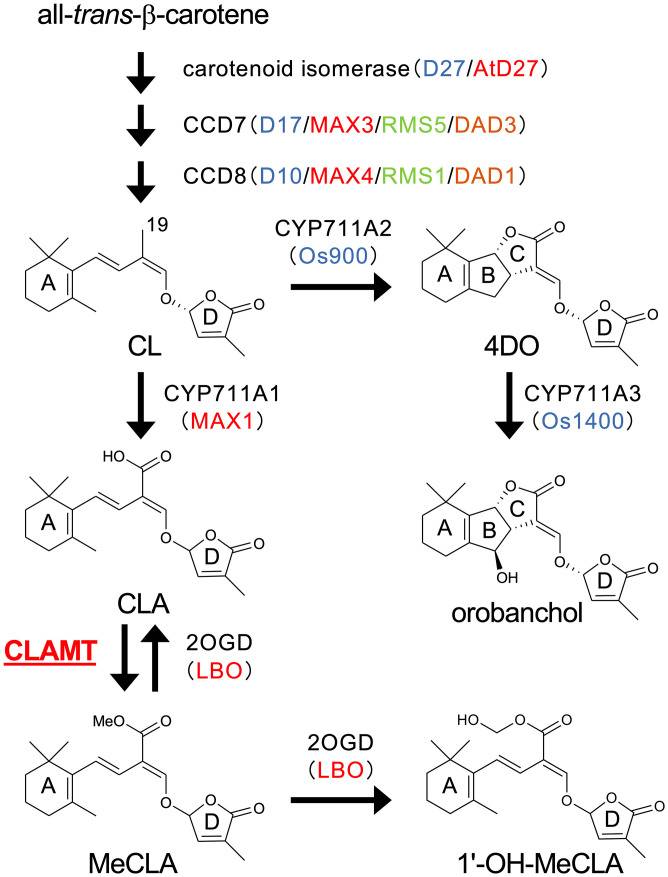 all-trans-β-carotene
carotenoid isomerase（D27/AtD27）
CCD7（D17/MAX3/RMS5/DAD3）
CCD8（D10/MAX4/RMS1/DAD1）
19
CYP711A2
（Os900）
A
O
O
D
O
O
CL
O
O
A
B
C
O
O
D
O
4DO
CYP711A1
（MAX1）
CYP711A3
（Os1400）
HO
O
A
O
O
D
O
CLA
O
O
A
B
C
OH
O
O
D
O
orobanchol
CLAMT
2OGD
（LBO）
MeO
O
A
O
O
D
O
MeCLA
2OGD
（LBO）
HO
O
O
A
O
O
D
O
1'-OH-MeCLA